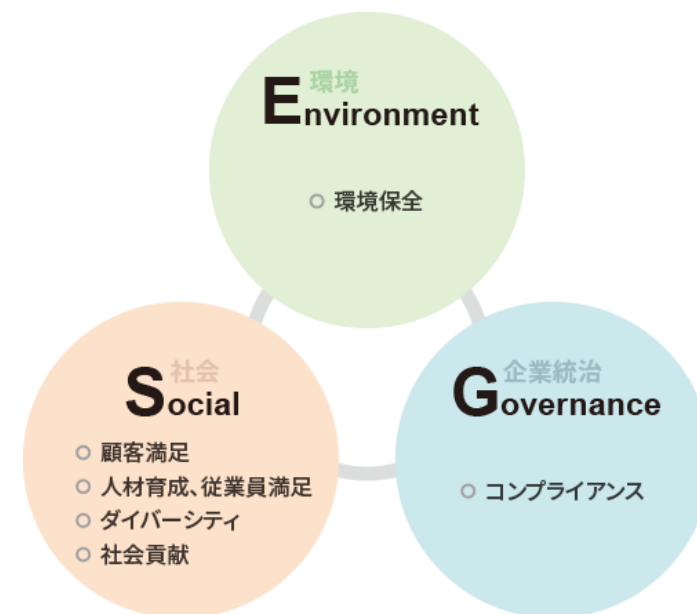 環境
Environment
環境保全
社会
Social
顧客満足
人材育成、従業員満足
ダイバーシティ
社会貢献
企業統治
Governance
コンプライアンス